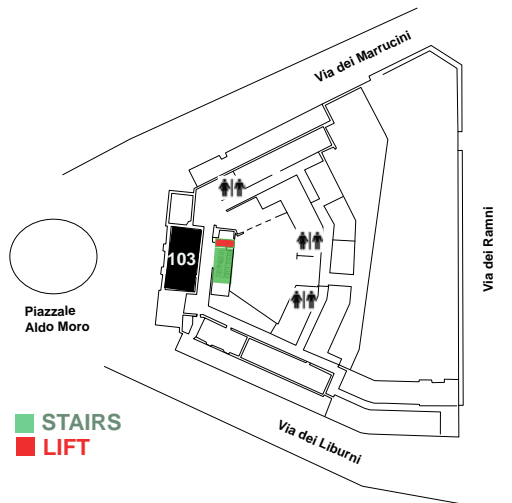 Via dei Marrucini
103
Via dei Ramni
Piazzale
Aldo Moro
Via dei Liburni
STAIRS
LIFT